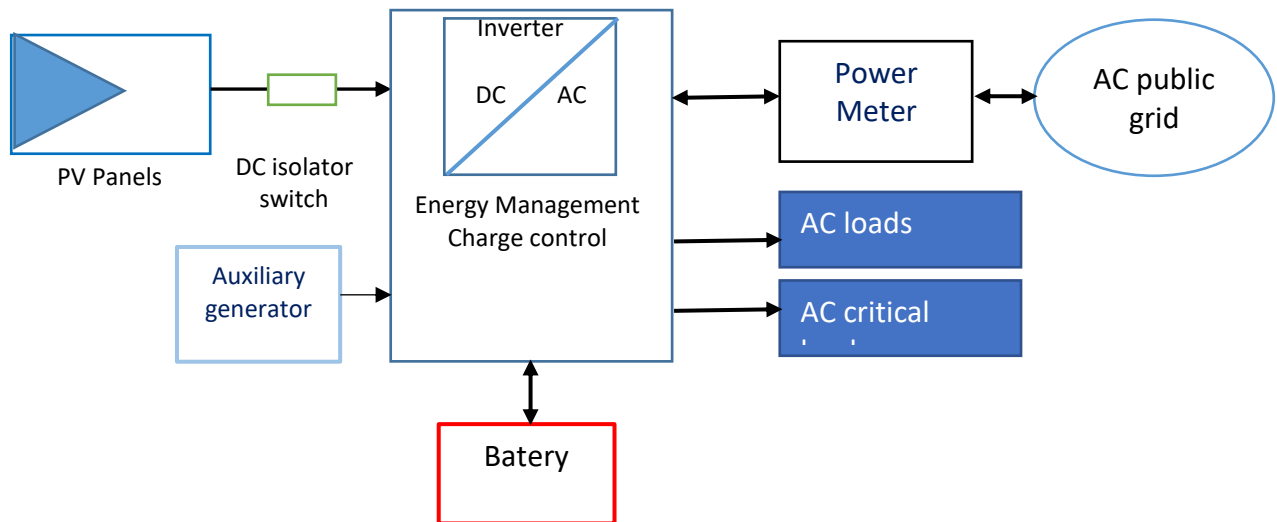 Inverter
DC
AC
PV Panels
DC isolator
switch
Energy Management
Charge control
Auxiliary
generator
Power
Meter
AC public
grid
AC loads
AC critical
Batery